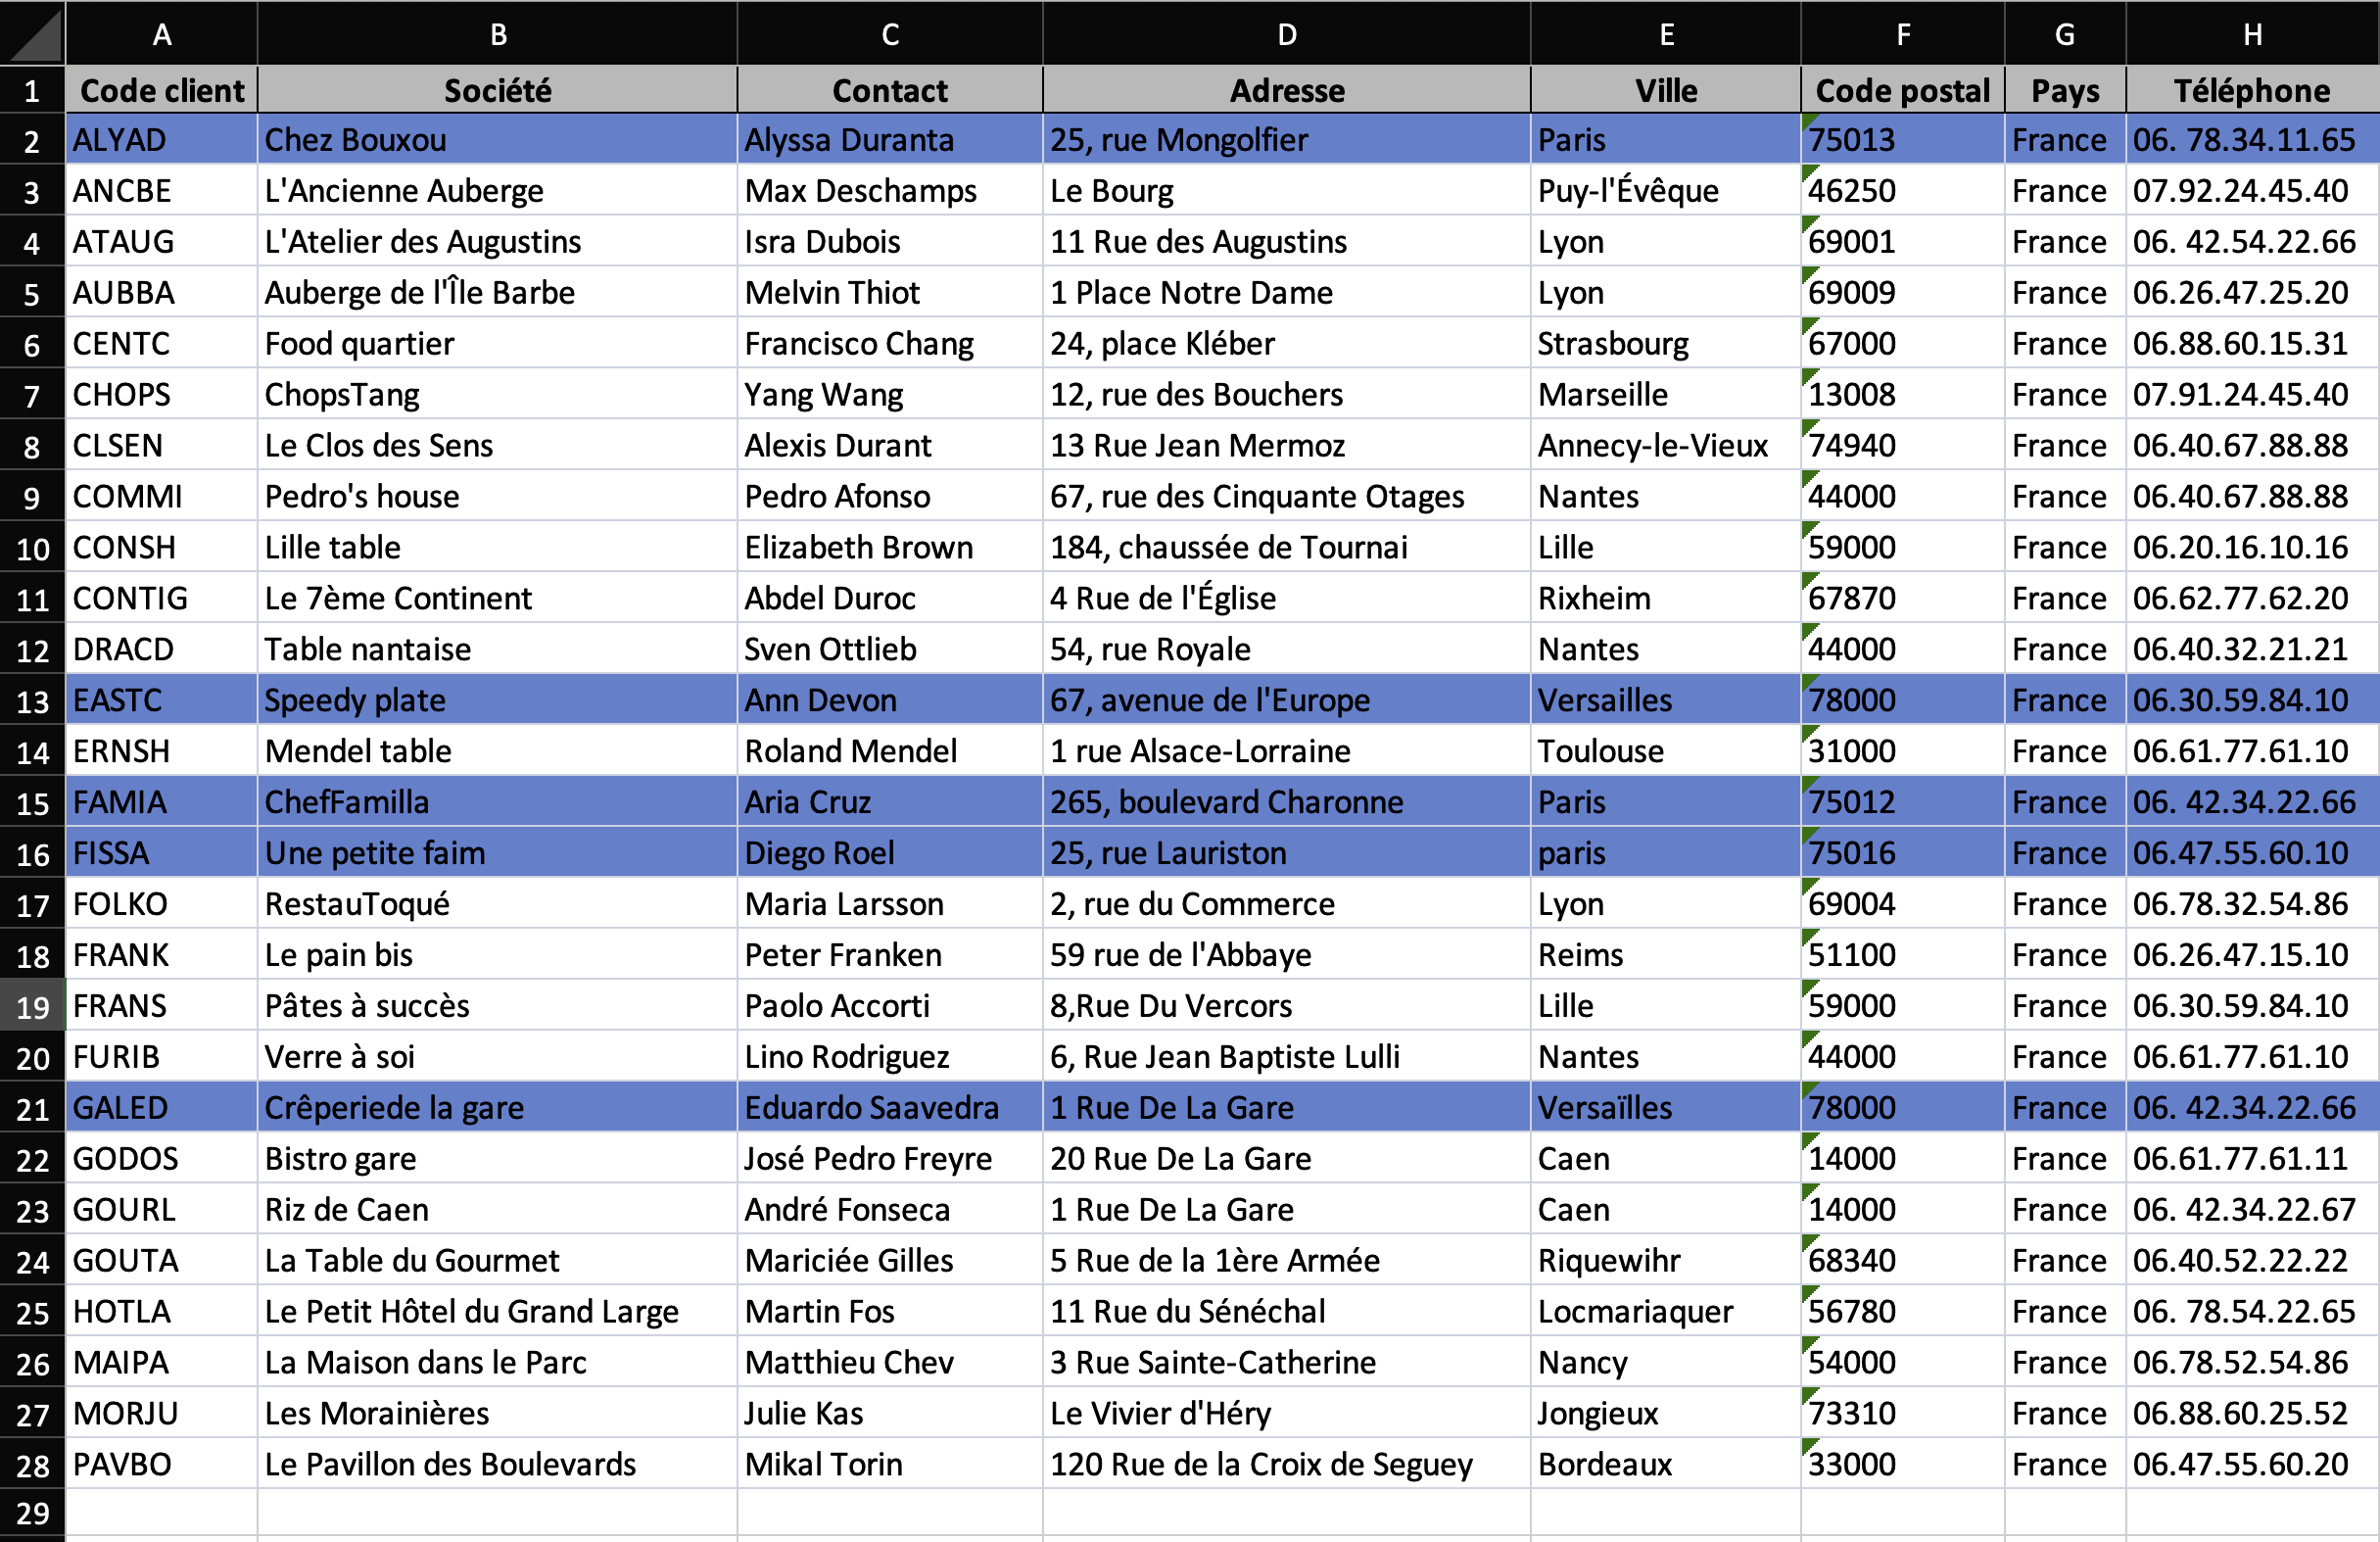 A B C D E F G H
1 Code client Société Contact Adresse Ville Code postal Pays Téléphone
2 ALYAD Chez Bouxou Alyssa Duranta 25, rue Mongolfier Paris 75013 France 06. 78.34.11.65
3 ANCBE L'Ancienne Auberge Max Deschamps Le Bourg Puy-l'Évêque 46250 France 07.92.24.45.40
4 ATAUG L'Atelier des Augustins Isra Dubois 11 Rue des Augustins Lyon 69001 France 06. 42.54.22.66
5 AUBBA Auberge de l'Île Barbe Melvin Thiot 1 Place Notre Dame Lyon 69009 France 06.26.47.25.20
6 CENTC Food quartier Francisco Chang 24, place Kléber Strasbourg 67000 France 06.88.60.15.31
7 CHOPS ChopsTang Yang Wang 12, rue des Bouchers Marseille 13008 France 07.91.24.45.40
8 CLSEN Le Clos des Sens Alexis Durant 13 Rue Jean Mermoz Annecy-le-Vieux 74940 France 06.40.67.88.88
9 COMMI Pedro's house Pedro Afonso 67, rue des Cinquante Otages Nantes 44000 France 06.40.67.88.88
10 CONSH Lille table Elizabeth Brown 184, chaussée de Tournai Lille 59000 France 06.20.16.10.16
11 CONTIG Le 7ème Continent Abdel Duroc 4 Rue de l'Église Rixheim 67870 France 06.62.77.62.20
12 DRACD Table nantaise Sven Ottlieb 54, rue Royale Nantes 44000 France 06.40.32.21.21
13 EASTC Speedy plate Ann Devon 67, avenue de l'Europe Versailles 78000 France 06.30.59.84.10
14 ERNSH Mendel table Roland Mendel 1 rue Alsace-Lorraine Toulouse 31000 France 06.61.77.61.10
15 FAMIA ChefFamilla Aria Cruz 265, boulevard Charonne Paris 75012 France 06. 42.34.22.66
16 FISSA Une petite faim Diego Roel 25, rue Lauriston paris 75016 France 06.47.55.60.10
17 FOLKO RestauToqué Maria Larsson 2, rue du Commerce Lyon 69004 France 06.78.32.54.86
18 FRANK Le pain bis Peter Franken 59 rue de l'Abbaye Reims 51100 France 06.26.47.15.10
19 FRANS Pâtes à succès Paolo Accorti 8,Rue Du Vercors Lille 59000 France 06.30.59.84.10
20 FURIB Verre à soi Lino Rodriguez 6, Rue Jean Baptiste Lulli Nantes 44000 France 06.61.77.61.10
21 GALED Crêperiede la gare Eduardo Saavedra 1 Rue De La Gare Versaïlles 78000 France 06. 42.34.22.66
22 GODOS Bistro gare José Pedro Freyre 20 Rue De La Gare Caen 14000 France 06.61.77.61.11
23 GOURL Riz de Caen André Fonseca 1 Rue De La Gare Caen 14000 France 06. 42.34.22.67
24 GOUTA La Table du Gourmet Mariciée Gilles 5 Rue de la 1ère Armée Riquewihr 68340 France 06.40.52.22.22
25 HOTLA Le Petit Hôtel du Grand Large Martin Fos 11 Rue du Sénéchal Locmariaquer 56780 France 06. 78.54.22.65
26 MAIPA La Maison dans le Parc Matthieu Chev 3 Rue Sainte-Catherine Nancy 54000 France 06.78.52.54.86
27 MORJU Les Morainières Julie Kas Le Vivier d'Héry Jongieux 73310 France 06.88.60.25.52
28 PAVBO Le Pavillon des Boulevards Mikal Torin 120 Rue de la Croix de Seguey Bordeaux 33000 France 06.47.55.60.20
29